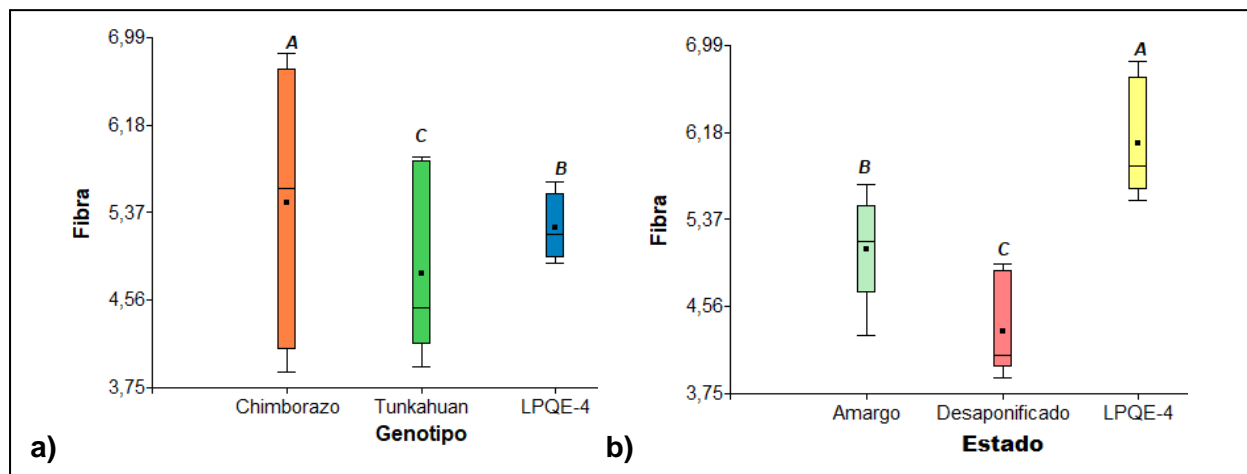 6,99
6,18
5,37
4,56
3,75
Fibra
A
C
B
Chimborazo
Tunkahuan
LPQE-4
Genotipo
a)
6,99
6,18
5,37
4,56
3,75
Fibra
B
C
A
Amargo
Desaponificado
LPQE-4
Estado
b)